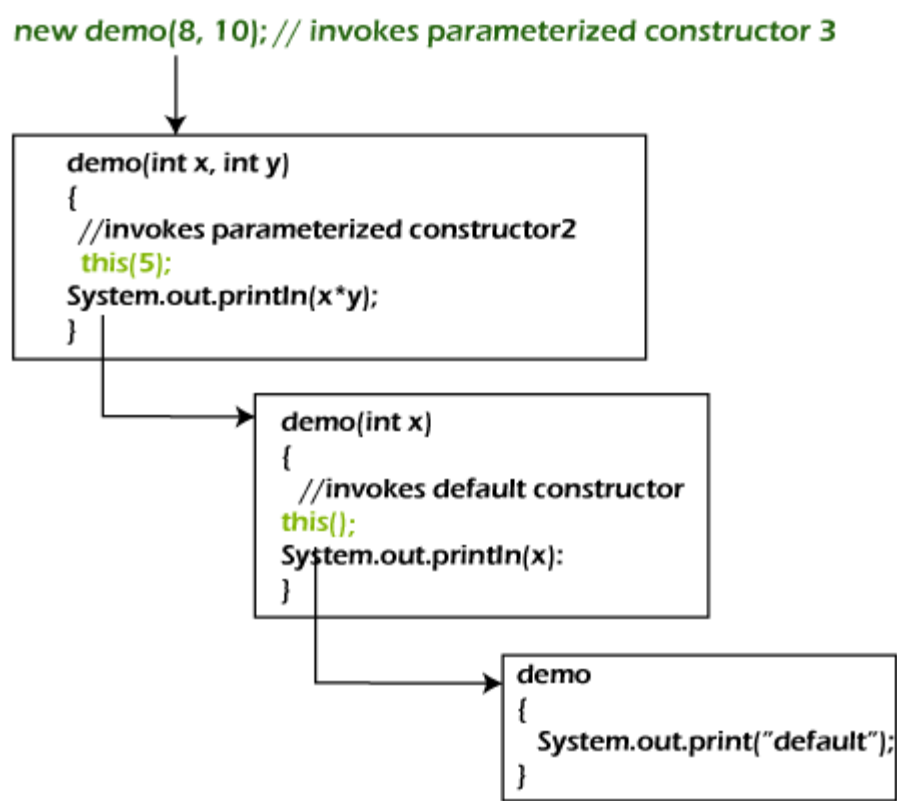 new demo(8, 10); // invokes parameterized constructor 3
demo(int x, int y)
{
//invokes parameterized constructor2
this(5);
System.out.println(x*y);
}
demo(int x)
{
//invokes default constructor
this();
System.out.println(x):
}
demo
{
System.out.print("default");
}